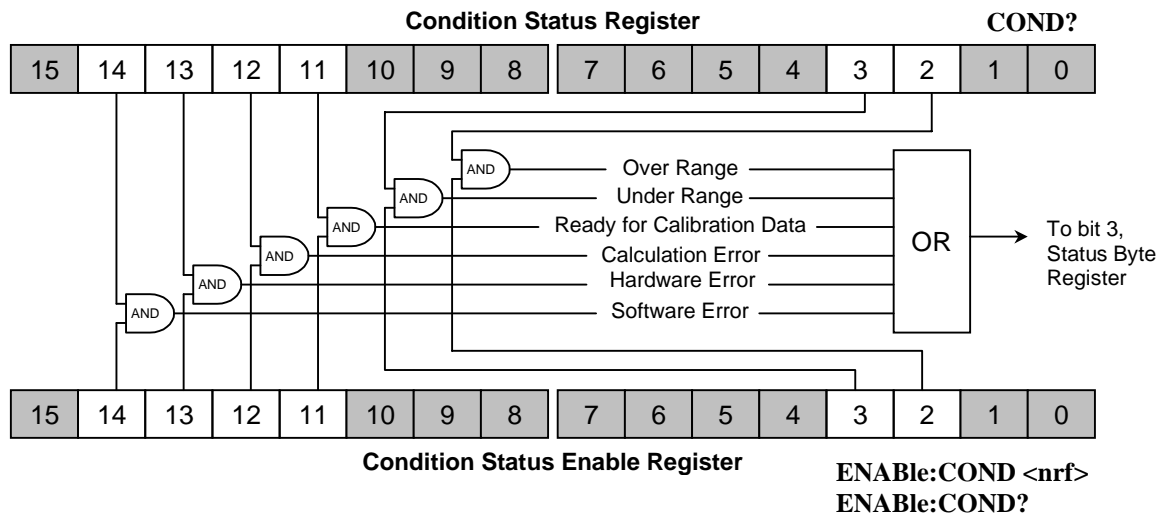 Condition Status Register COND?
15 14 13 12 11 10 9 8 7 6 5 4 3 2 1 0
AND Over Range
AND Under Range
AND Ready for Calibration Data
AND Calculation Error
AND Hardware Error
AND Software Error
OR
To bit 3,
Status Byte
Register
15 14 13 12 11 10 9 8 7 6 5 4 3 2 1 0
Condition Status Enable Register
ENABle:COND <nrf>
ENABle:COND?